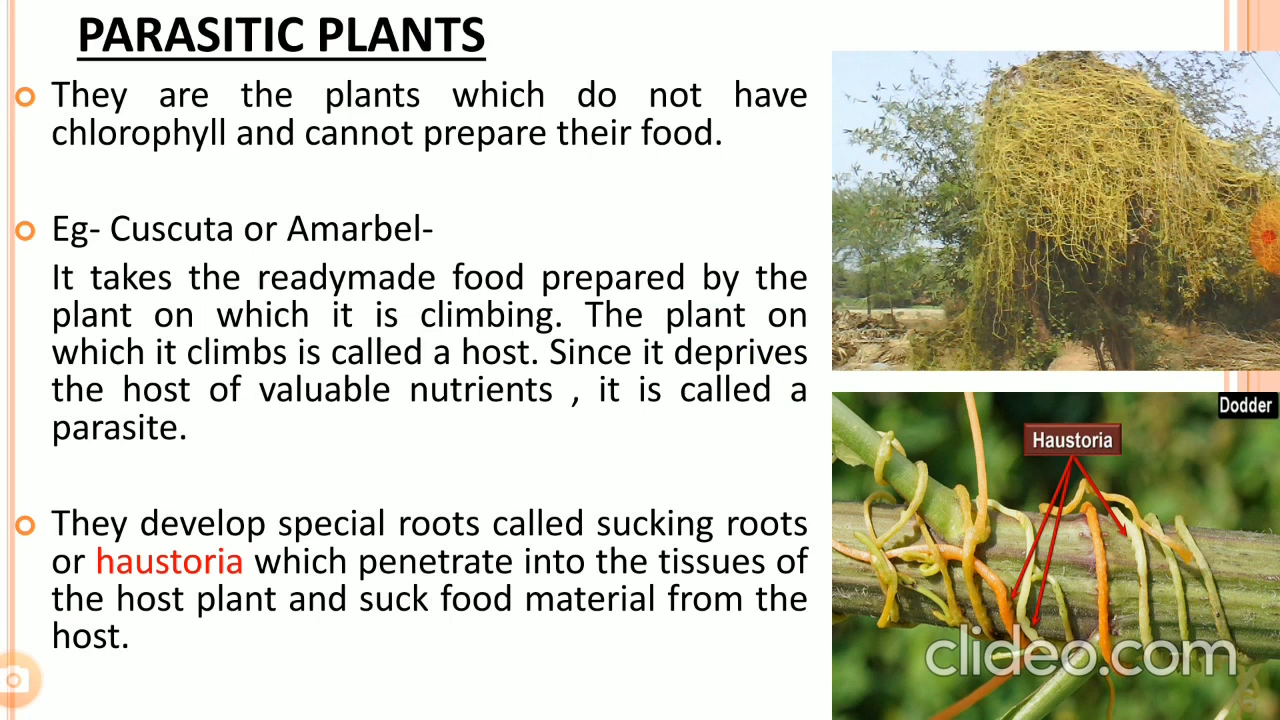 PARASITIC PLANTS
They are the plants which do not have
chlorophyll and cannot prepare their food.
Eg- Cuscuta or Amarbel-
It takes the readymade food prepared by the
plant on which it is climbing. The plant on
which it climbs is called a host. Since it deprives
the host of valuable nutrients , it is called a
parasite.
They develop special roots called sucking roots
or haustoria which penetrate into the tissues of
the host plant and suck food material from the
host.
Dodder
Haustoria
clideo.com